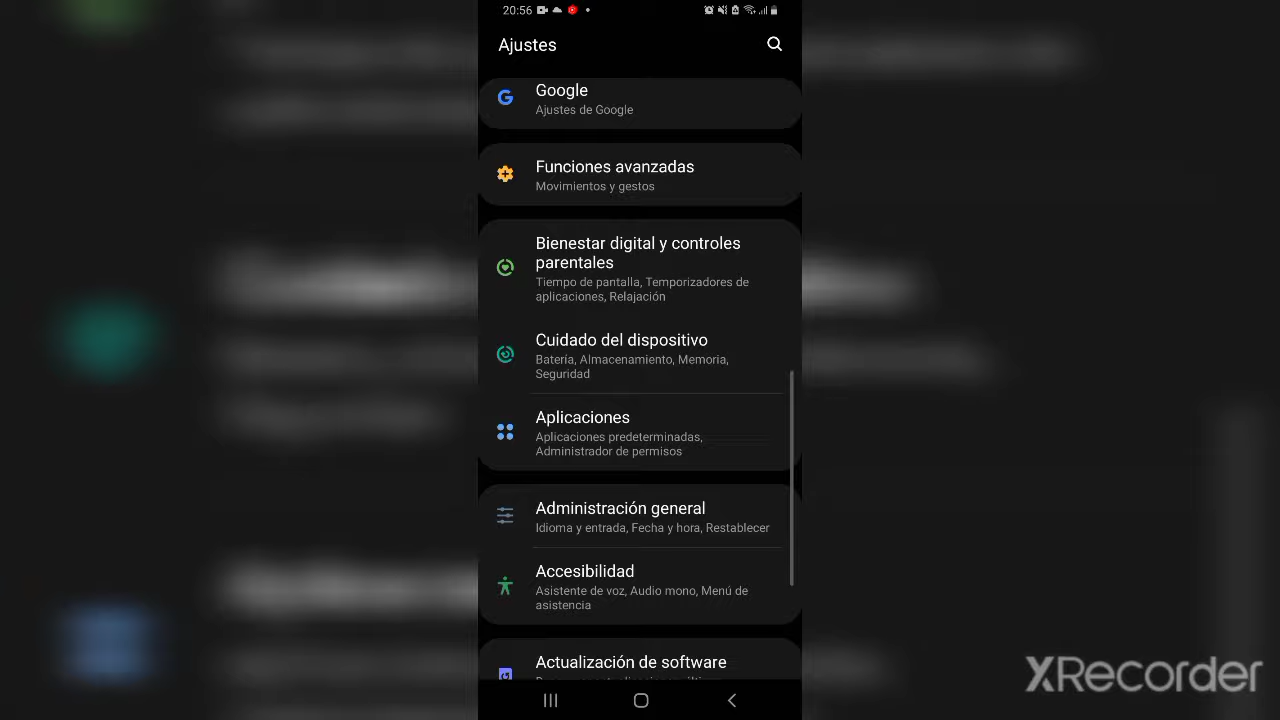 20:56
Ajustes
Google
Ajustes de Google
Funciones avanzadas
Movimientos y gestos
Bienestar digital y controles
parentales
Tiempo de pantalla, Temporizadores de
aplicaciones, Relajación
Cuidado del dispositivo
Batería, Almacenamiento, Memoria,
Seguridad
Aplicaciones
Aplicaciones predeterminadas,
Administrador de permisos
Administración general
Idioma y entrada, Fecha y hora, Restablecer
Accesibilidad
Asistente de voz, Audio mono, Menú de
asistencia
Actualización de software
XRecorder